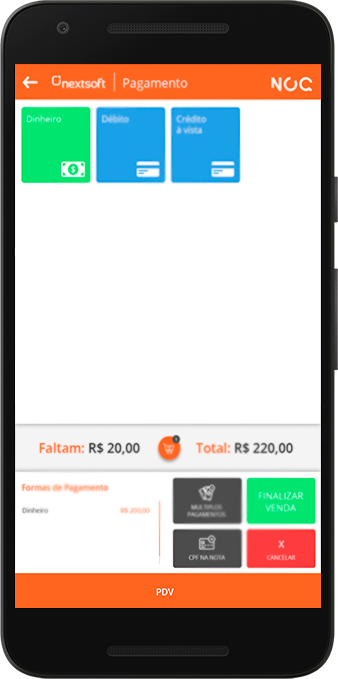 nextsoft
Pagamento
NOC
Dinheiro
Débito
Crédito
à vista
Faltam: R$ 20,00
Total: R$ 220,00
Formas de Pagamento
Dinheiro
R$ 200,00
MULTIPLOS
PAGAMENTOS
FINALIZAR
VENDA
CPF NA NOTA
X
CANCELAR
PDV